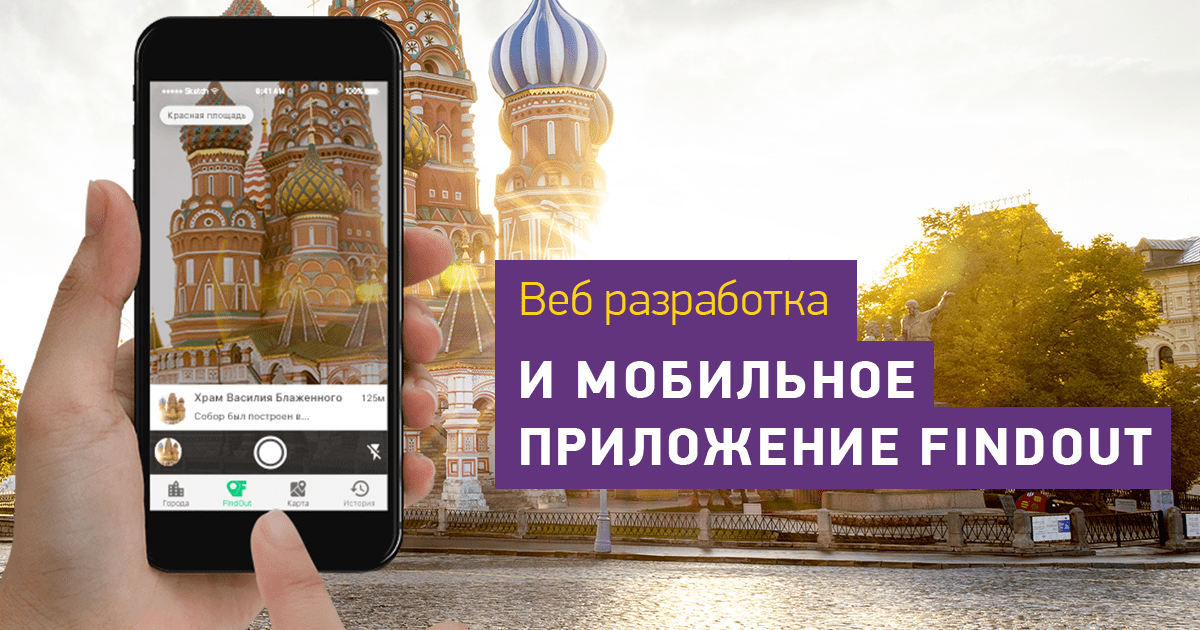 Sketch 9:41 AM 100%
Красная площадь
Храм Василия Блаженного 125м
Собор был построен в...
Города FindOut Карта История
Веб разработка
И МОБИЛЬНОЕ
ПРИЛОЖЕНИЕ FINDOUT